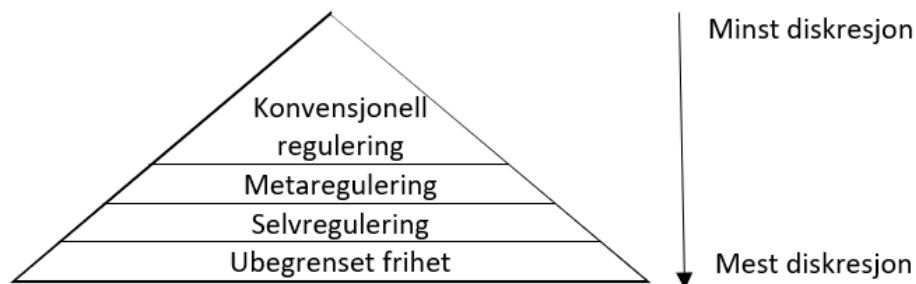 Minst diskresjon
Konvensjonell
regulering
Metaregulering
Selvregulering
Ubegrenset frihet
Mest diskresjon